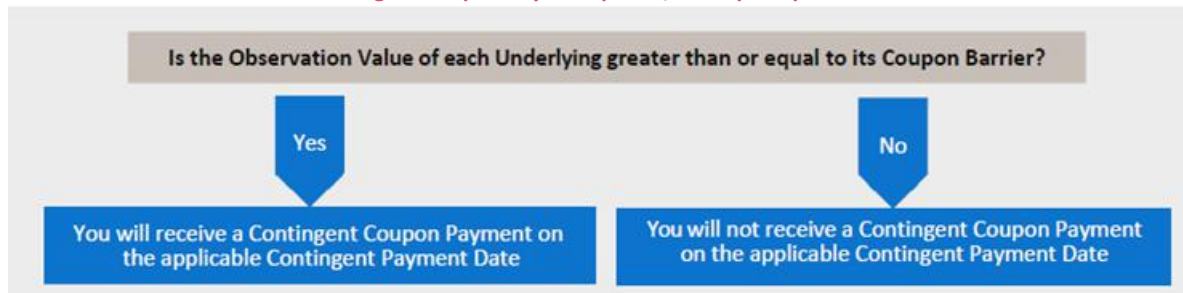 Is the Observation Value of each Underlying greater than or equal to its Coupon Barrier?
Yes
No
You will receive a Contingent Coupon Payment on
the applicable Contingent Payment Date
You will not receive a Contingent Coupon Payment
on the applicable Contingent Payment Date